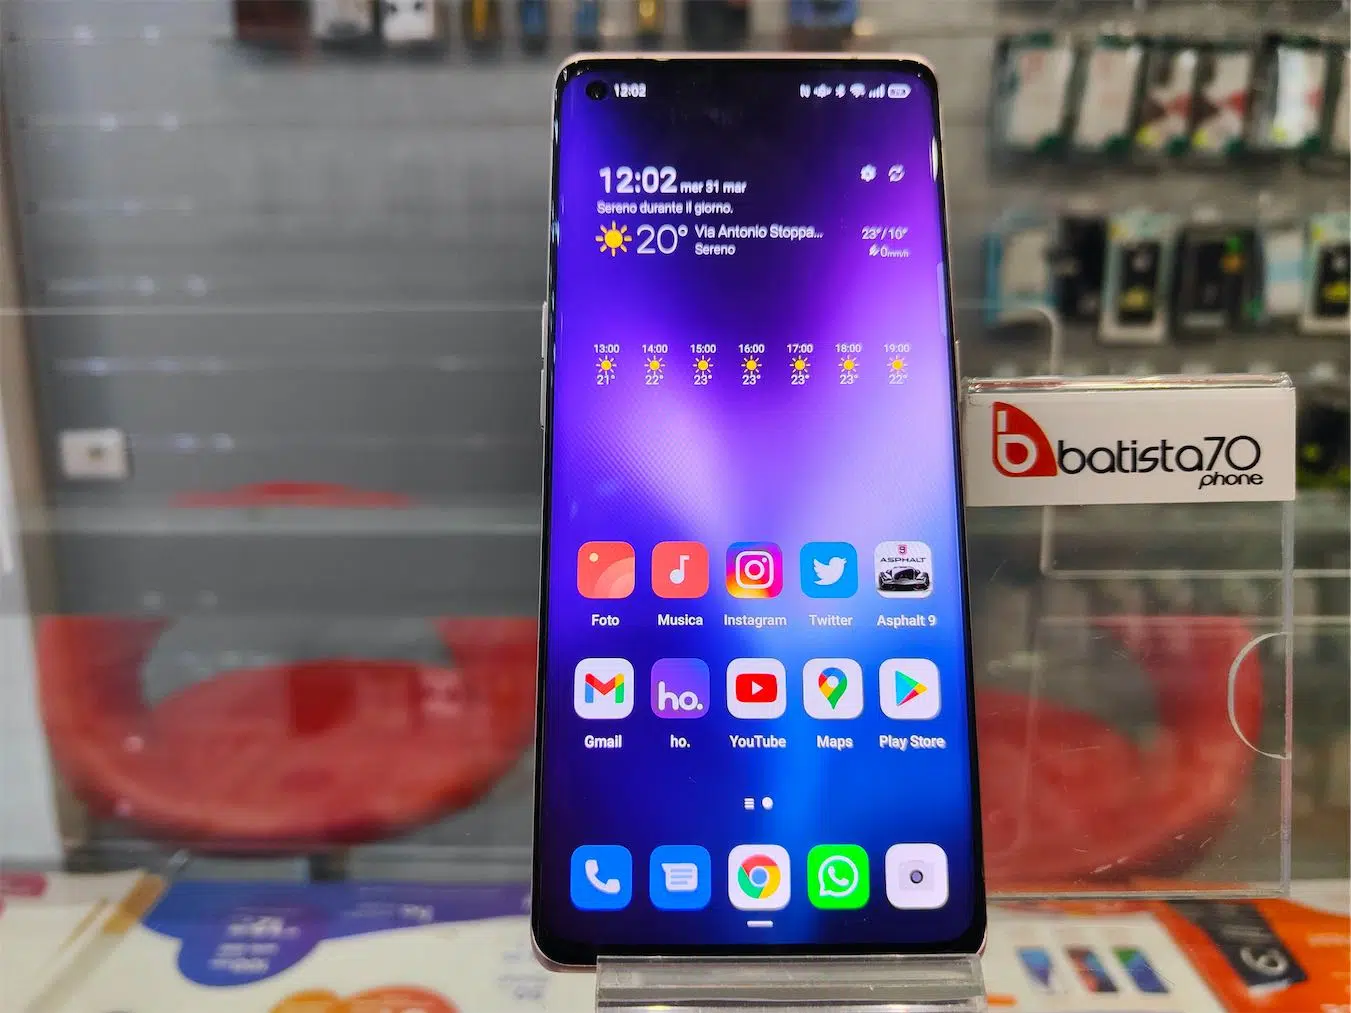 12:02
12:02 mer 31 mar
Sereno durante il giorno.
20° Via Antonio Stoppa... 23°/10°
Sereno 0mm/h
13:00 14:00 15:00 16:00 17:00 18:00 19:00
21° 22° 23° 23° 23° 23° 22°
batista70
phone
9
ASPHALT
Foto Musica Instagram Twitter Asphalt 9
ho.
Gmail ho. YouTube Maps Play Store